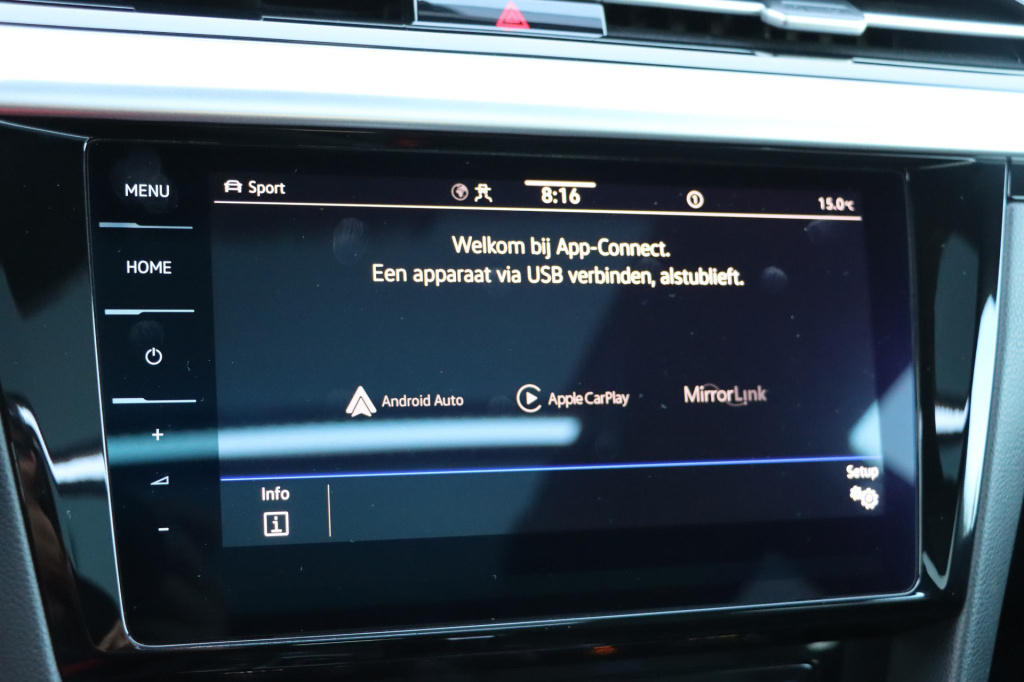 MENU
Sport
8:16
15.0°C
HOME
Welkom bij App-Connect.
Een apparaat via USB verbinden, alstublieft.
Android Auto
Apple CarPlay
MirrorLink
+
-
Info
i
Setup